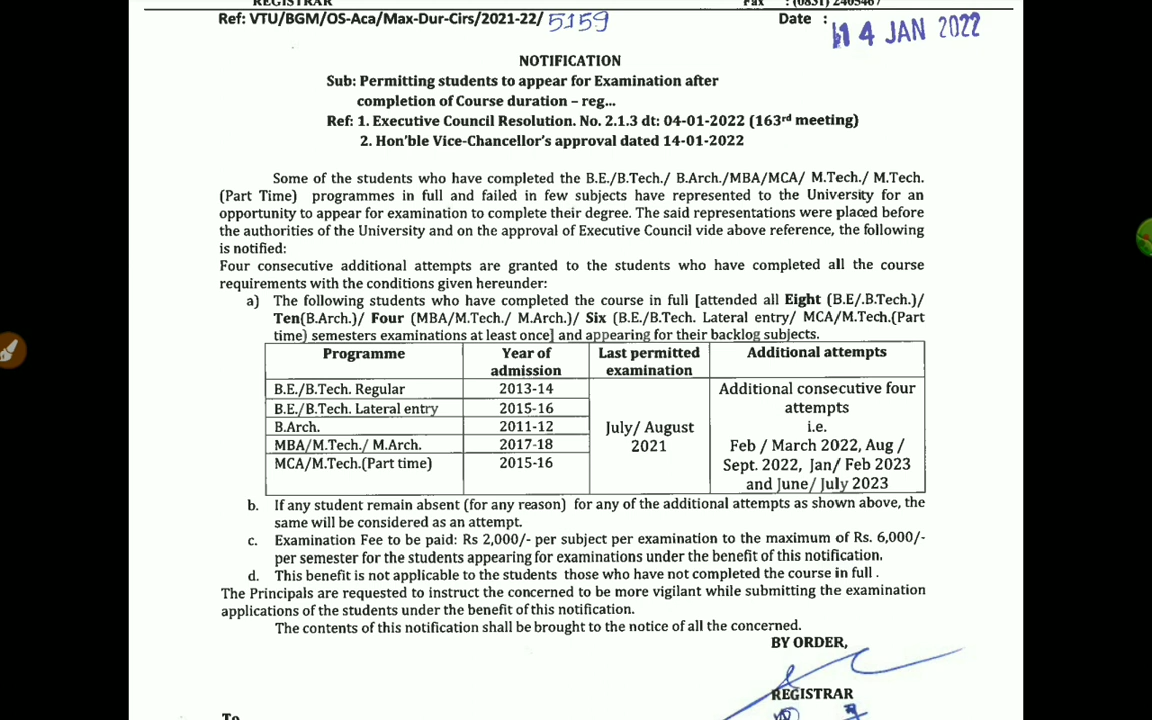 REGISTRAR
Fax : (0831) 2405467
Ref: VTU/BGM/OS-Aca/Max-Dur-Cirs/2021-22/ 5159
Date : 14 JAN 2022
NOTIFICATION
Sub: Permitting students to appear for Examination after
completion of Course duration – reg...
Ref: 1. Executive Council Resolution. No. 2.1.3 dt: 04-01-2022 (163rd meeting)
2. Hon'ble Vice-Chancellor's approval dated 14-01-2022
Some of the students who have completed the B.E./B.Tech./ B.Arch./MBA/MCA/ M.Tech./ M.Tech.
(Part Time) programmes in full and failed in few subjects have represented to the University for an
opportunity to appear for examination to complete their degree. The said representations were placed before
the authorities of the University and on the approval of Executive Council vide above reference, the following
is notified:
Four consecutive additional attempts are granted to the students who have completed all the course
requirements with the conditions given hereunder:
a) The following students who have completed the course in full [attended all Eight (B.E/.B.Tech.)/
Ten(B.Arch.)/ Four (MBA/M.Tech./ M.Arch.)/ Six (B.E./B.Tech. Lateral entry/ MCA/M.Tech.(Part
time) semesters examinations at least once] and appearing for their backlog subjects.
Programme
Year of
admission
Last permitted
examination
Additional attempts
B.E./B.Tech. Regular
2013-14
B.E./B.Tech. Lateral entry
2015-16
B.Arch.
2011-12
MBA/M.Tech./ M.Arch.
2017-18
MCA/M.Tech.(Part time)
2015-16
July/ August
2021
Additional consecutive four
attempts
i.e.
Feb / March 2022, Aug /
Sept. 2022, Jan/ Feb 2023
and June/ July 2023
b. If any student remain absent (for any reason) for any of the additional attempts as shown above, the
same will be considered as an attempt.
c. Examination Fee to be paid: Rs 2,000/- per subject per examination to the maximum of Rs. 6,000/-
per semester for the students appearing for examinations under the benefit of this notification.
d. This benefit is not applicable to the students those who have not completed the course in full .
The Principals are requested to instruct the concerned to be more vigilant while submitting the examination
applications of the students under the benefit of this notification.
The contents of this notification shall be brought to the notice of all the concerned.
BY ORDER,
REGISTRAR
To